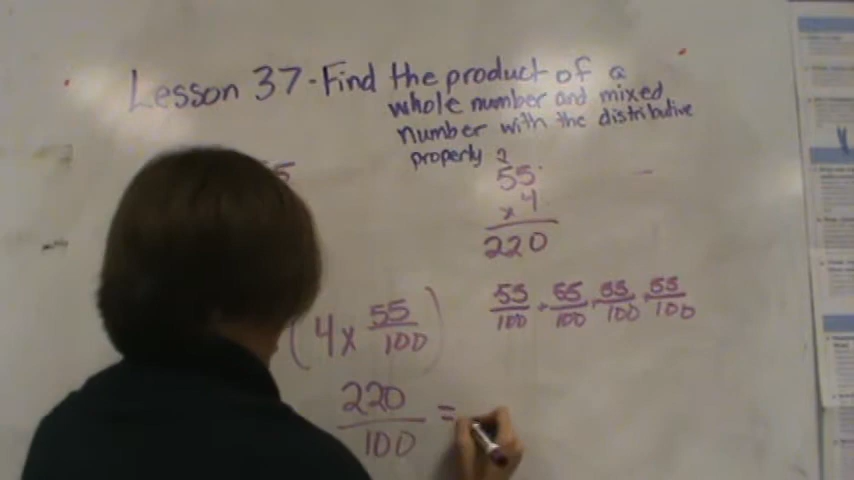 Lesson 37 - Find the product of a
whole number and mixed
number with the distributive
property
2
55
x 4
220
55/100 + 55/100 + 55/100 + 55/100
(4 x 55/100)
220/100 =